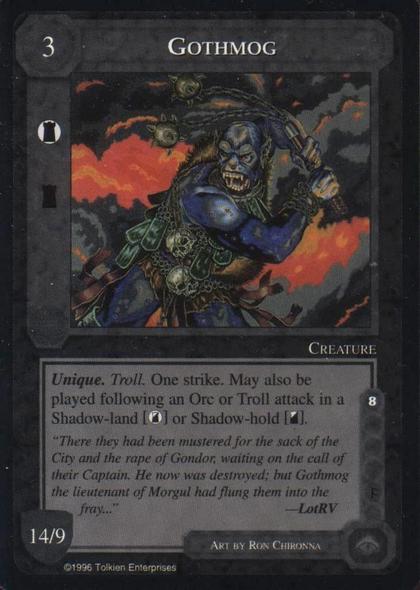 3
GOTHMOG
CREATURE
Unique. Troll. One strike. May also be
played following an Orc or Troll attack in a
Shadow-land [ ] or Shadow-hold [ ].
8
"There they had been mustered for the sack of the
City and the rape of Gondor, waiting on the call of
their Captain. He now was destroyed; but Gothmog
the lieutenant of Morgul had flung them into the
fray..." —LotRV
F
14/9
ART BY RON CHIRONNA
©1996 Tolkien Enterprises